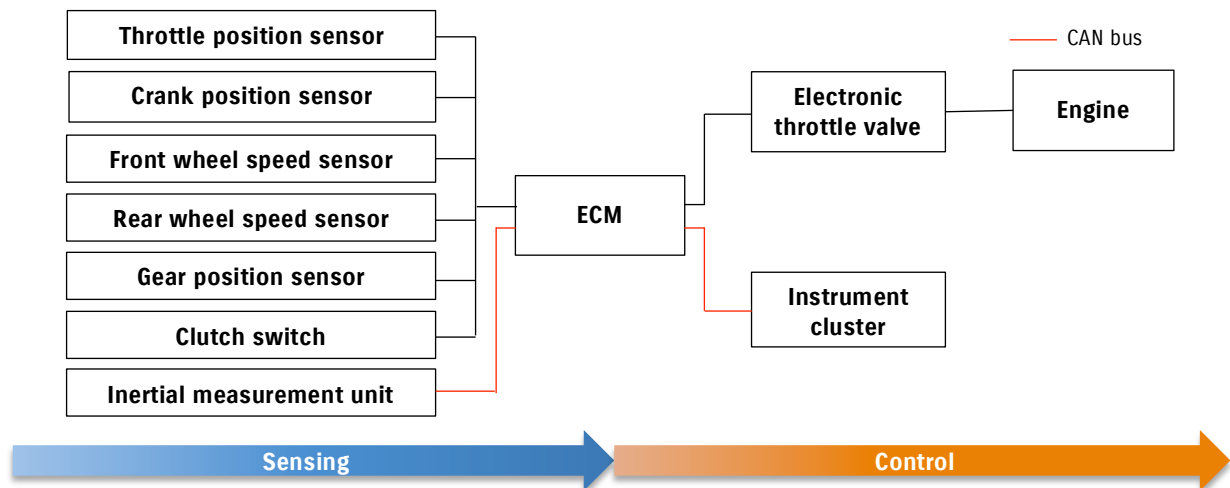 Throttle position sensor
Crank position sensor
Front wheel speed sensor
Rear wheel speed sensor
Gear position sensor
Clutch switch
Inertial measurement unit
ECM
CAN bus
Electronic
throttle valve
Engine
Instrument
cluster
Sensing
Control